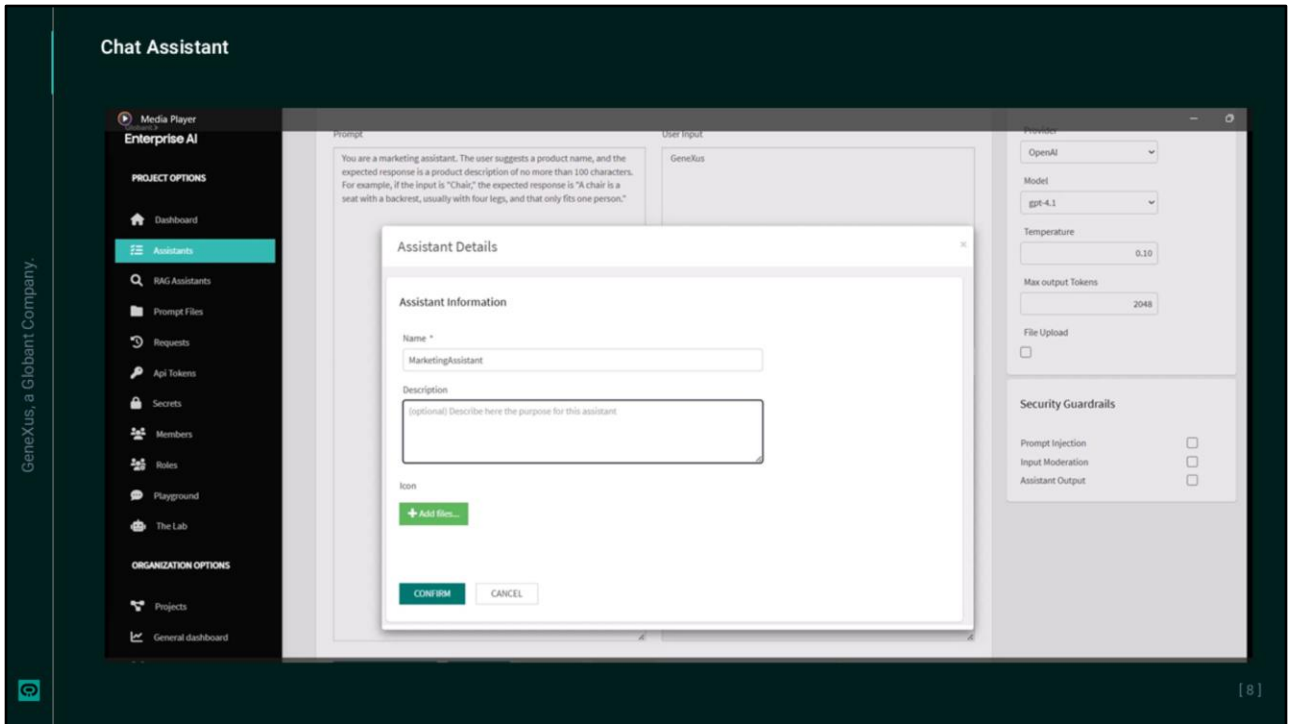 Chat Assistant
Media Player
Globant >
Enterprise AI
PROJECT OPTIONS
Dashboard
Assistants
RAG Assistants
Prompt Files
Requests
Api Tokens
Secrets
Members
Roles
Playground
The Lab
ORGANIZATION OPTIONS
Projects
General dashboard
Prompt
You are a marketing assistant. The user suggests a product name, and the
expected response is a product description of no more than 100 characters.
For example, if the input is "Chair," the expected response is "A chair is a
seat with a backrest, usually with four legs, and that only fits one person."
User Input
GeneXus
Assistant Details
×
Assistant Information
Name *
MarketingAssistant
Description
(optional) Describe here the purpose for this assistant
Icon
+ Add files...
CONFIRM
CANCEL
Provider
OpenAI
Model
gpt-4.1
Temperature
0.10
Max output Tokens
2048
File Upload
Security Guardrails
Prompt Injection
Input Moderation
Assistant Output
GeneXus, a Globant Company.
[ 8 ]